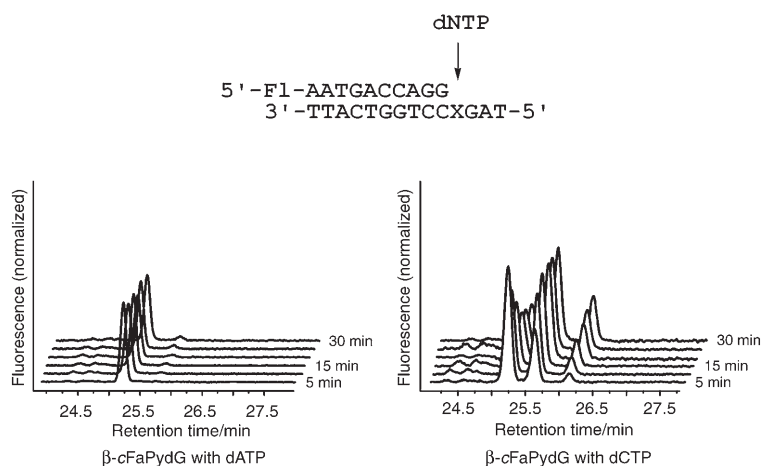 dNTP
5'-Fl-AATGACCAGG
3'-TTACTGGTCCXGAT-5'
Fluorescence (normalized)
30 min
15 min
5 min
24.5 25.5 26.5 27.5
Retention time/min
β-cFaPydG with dATP
Fluorescence (normalized)
30 min
15 min
5 min
24.5 25.5 26.5 27.5
Retention time/min
β-cFaPydG with dCTP